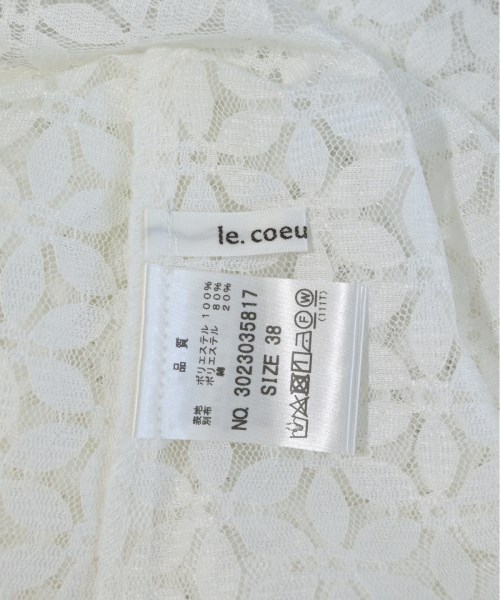 le.coeu
品質
表地 ポリエステル 100%
別布 ポリエステル 80%
綿 20%
NO. 3023035817
SIZE 38
F W
(111T)